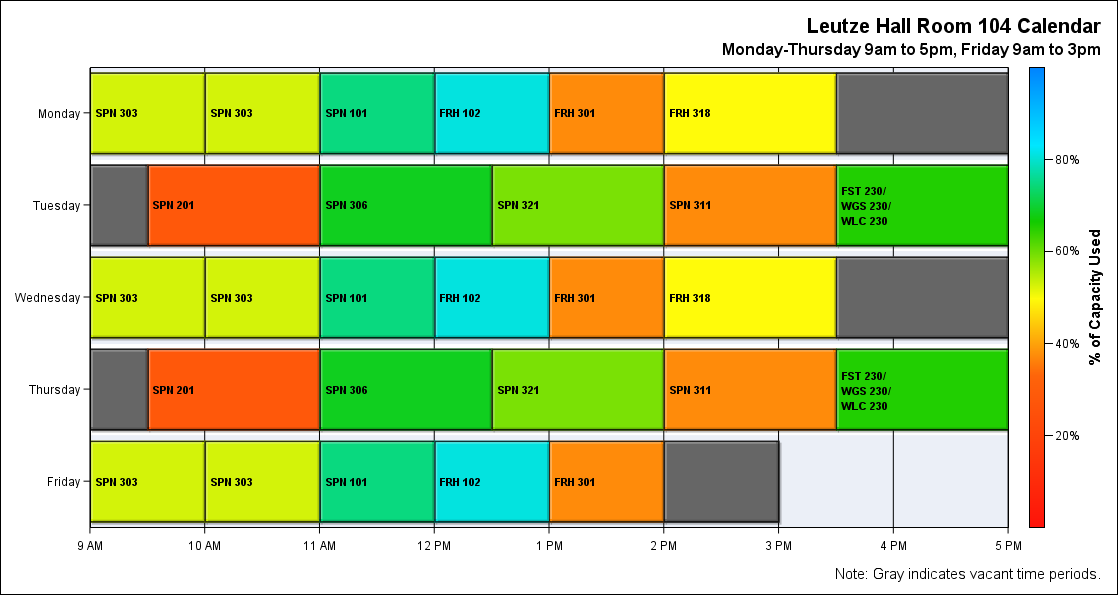 Leutze Hall Room 104 Calendar
Monday-Thursday 9am to 5pm, Friday 9am to 3pm
Monday
SPN 303
SPN 303
SPN 101
FRH 102
FRH 301
FRH 318
Tuesday
SPN 201
SPN 306
SPN 321
SPN 311
FST 230/
WGS 230/
WLC 230
Wednesday
SPN 303
SPN 303
SPN 101
FRH 102
FRH 301
FRH 318
Thursday
SPN 201
SPN 306
SPN 321
SPN 311
FST 230/
WGS 230/
WLC 230
Friday
SPN 303
SPN 303
SPN 101
FRH 102
FRH 301
9 AM
10 AM
11 AM
12 PM
1 PM
2 PM
3 PM
4 PM
5 PM
80%
60%
40%
20%
% of Capacity Used
Note: Gray indicates vacant time periods.